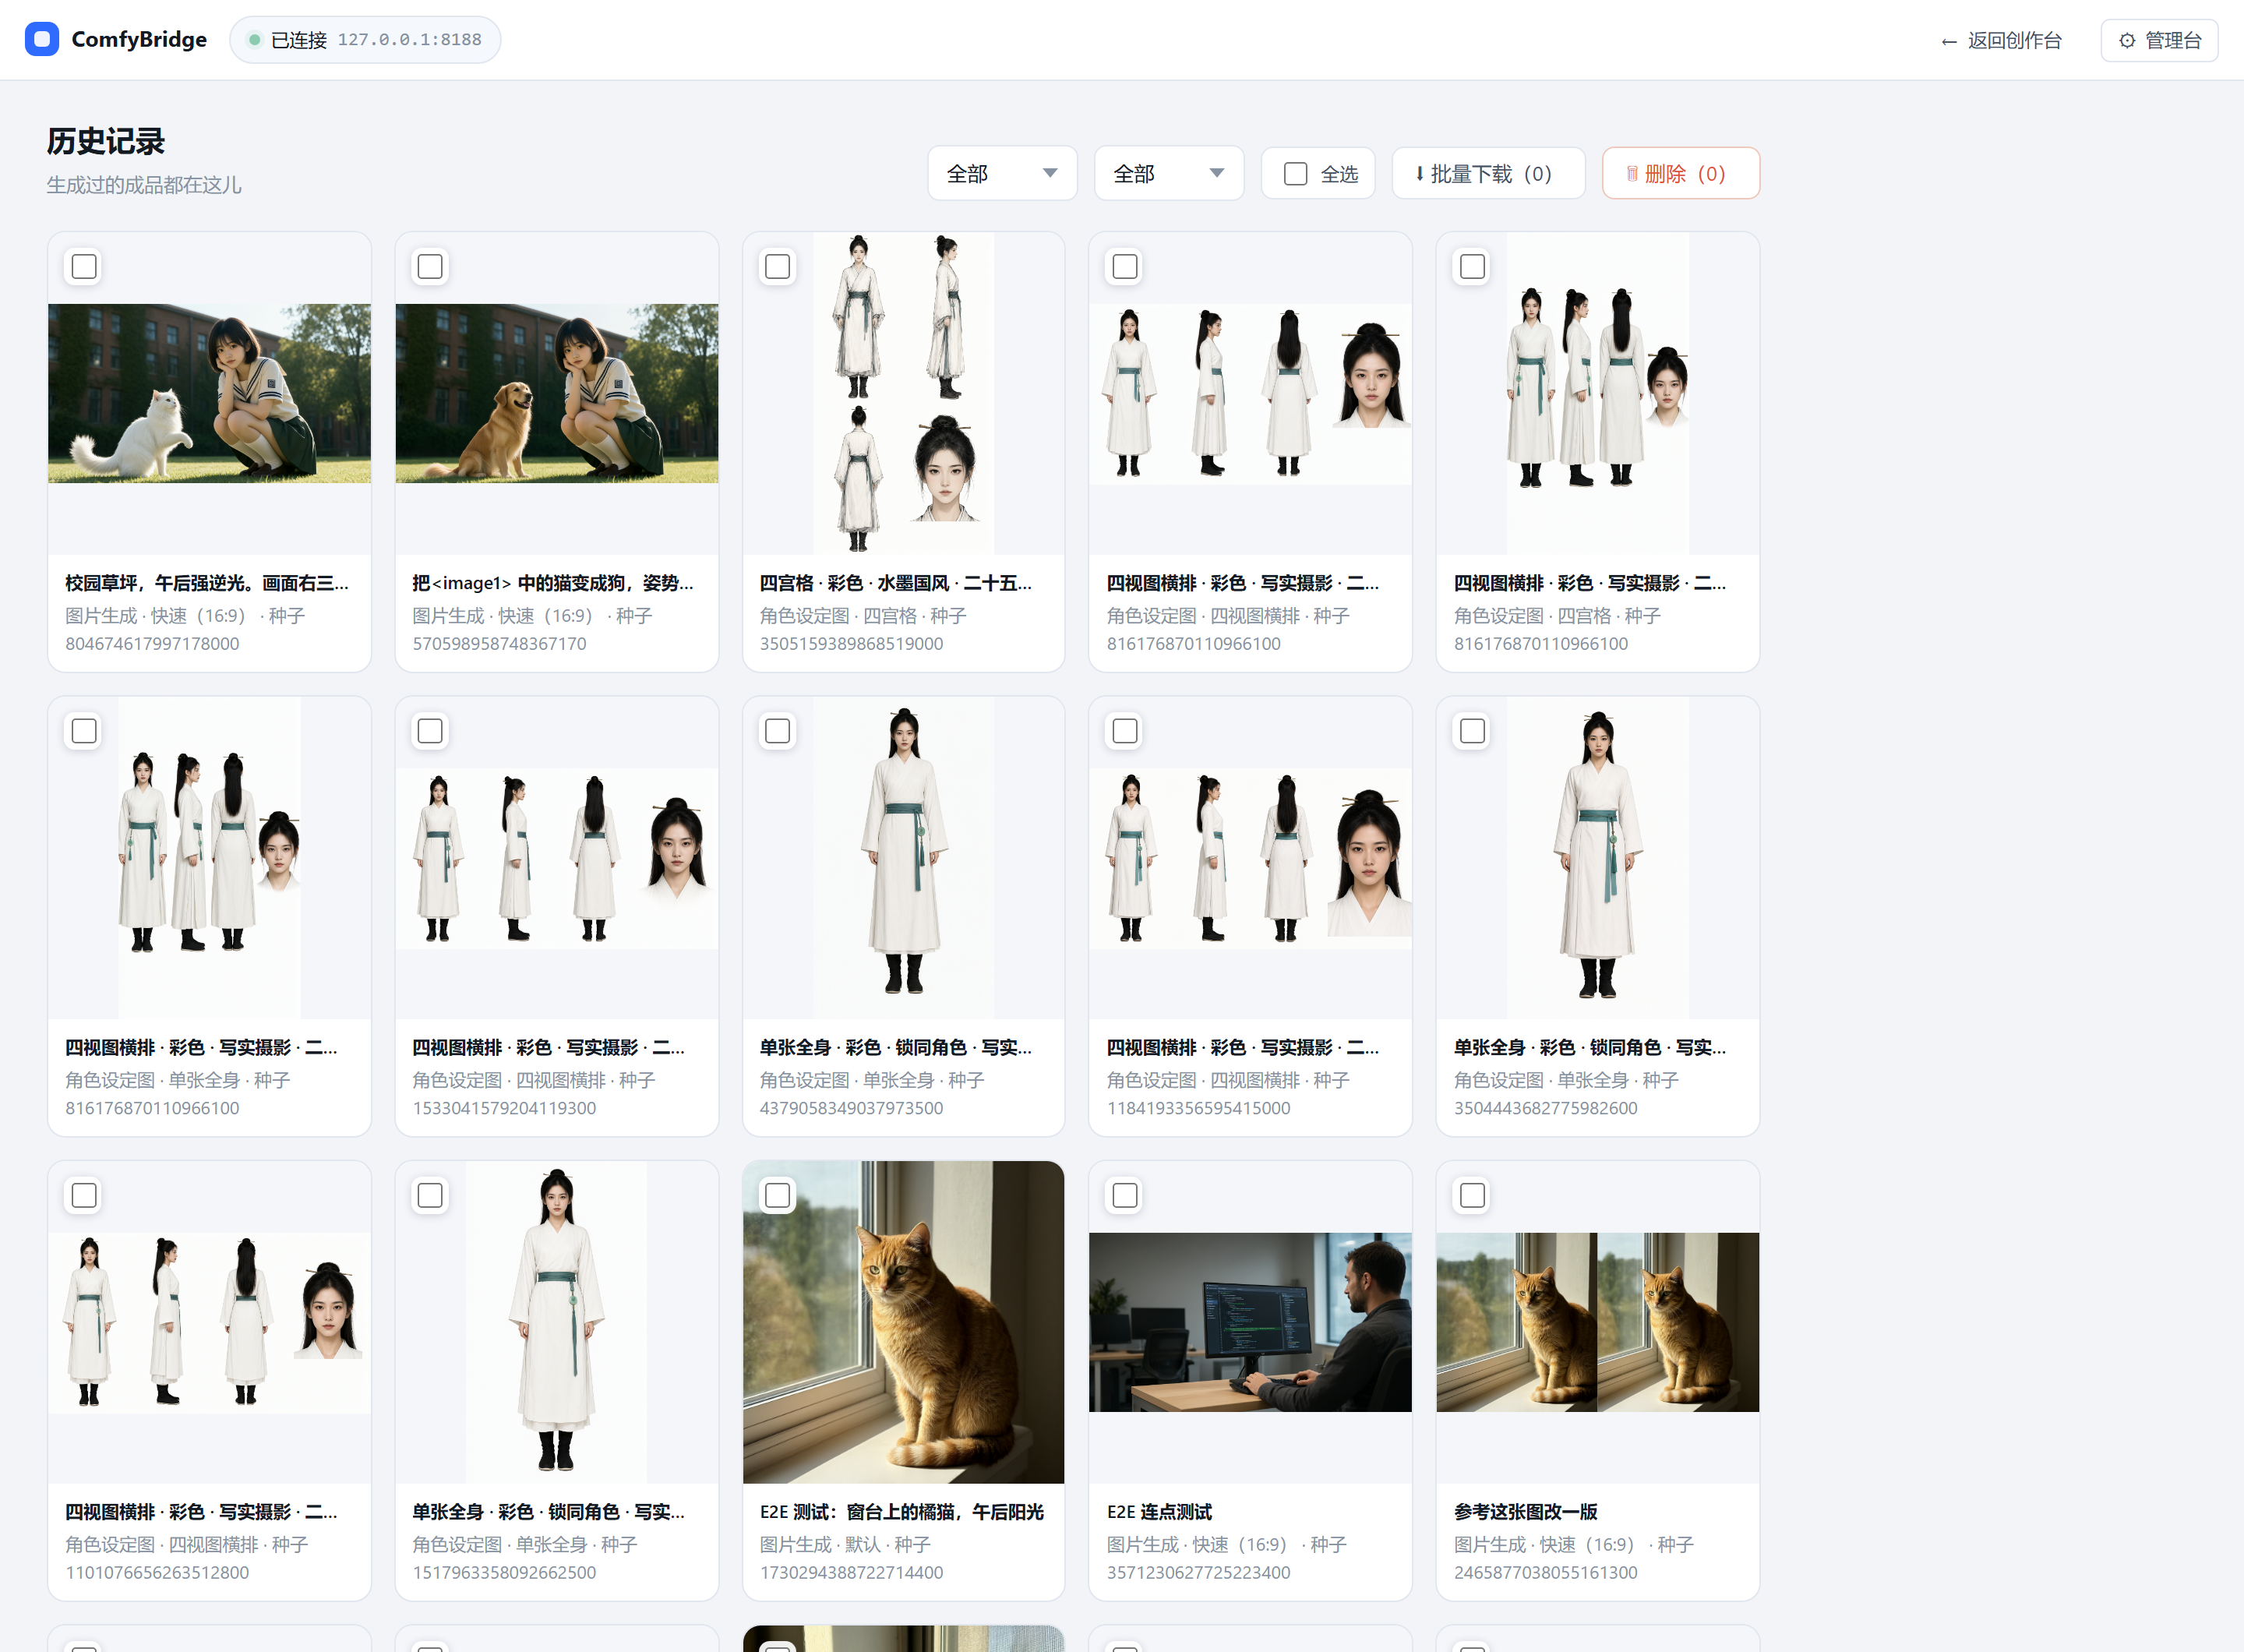 ComfyBridge
已连接 127.0.0.1:8188
← 返回创作台
管理台
历史记录
生成过的成品都在这儿
全部
全部
全选
批量下载（0）
删除（0）
校园草坪，午后强逆光。画面右三...
图片生成 · 快速（16:9） · 种子
804674617997178000
把<image1> 中的猫变成狗，姿势...
图片生成 · 快速（16:9） · 种子
570598958748367170
四宫格 · 彩色 · 水墨国风 · 二十五...
角色设定图 · 四宫格 · 种子
3505159389868519000
四视图横排 · 彩色 · 写实摄影 · 二...
角色设定图 · 四视图横排 · 种子
816176870110966100
四视图横排 · 彩色 · 写实摄影 · 二...
角色设定图 · 四宫格 · 种子
816176870110966100
四视图横排 · 彩色 · 写实摄影 · 二...
角色设定图 · 单张全身 · 种子
816176870110966100
四视图横排 · 彩色 · 写实摄影 · 二...
角色设定图 · 四视图横排 · 种子
1533041579204119300
单张全身 · 彩色 · 锁同角色 · 写实...
角色设定图 · 单张全身 · 种子
4379058349037973500
四视图横排 · 彩色 · 写实摄影 · 二...
角色设定图 · 四视图横排 · 种子
1184193356595415000
单张全身 · 彩色 · 锁同角色 · 写实...
角色设定图 · 单张全身 · 种子
3504443682775982600
四视图横排 · 彩色 · 写实摄影 · 二...
角色设定图 · 四视图横排 · 种子
1101076656263512800
单张全身 · 彩色 · 锁同角色 · 写实...
角色设定图 · 单张全身 · 种子
1517963358092662500
E2E 测试：窗台上的橘猫，午后阳光
图片生成 · 默认 · 种子
1730294388722714400
E2E 连点测试
图片生成 · 快速（16:9） · 种子
3571230627725223400
参考这张图改一版
图片生成 · 快速（16:9） · 种子
2465877038055161300